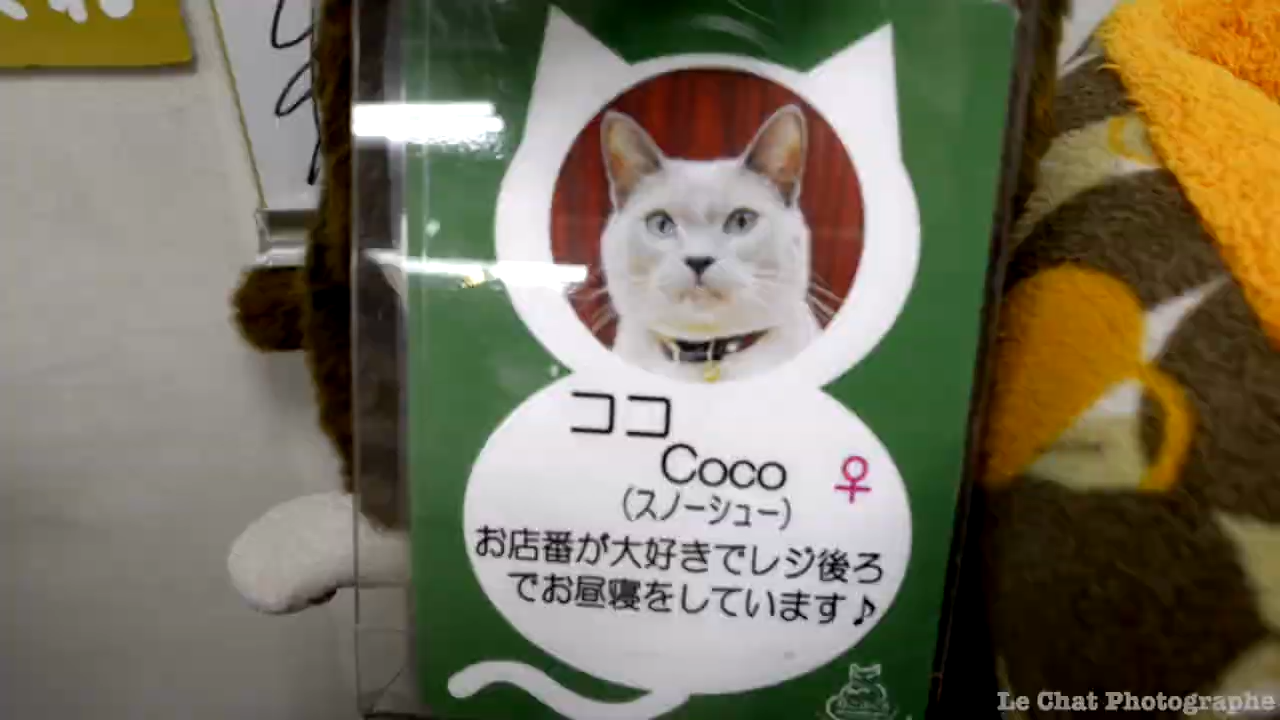 ココ
Coco ♀
(スノーシュー)
お店番が大好きでレジ後ろ
でお昼寝をしています♪
Le Chat Photographe